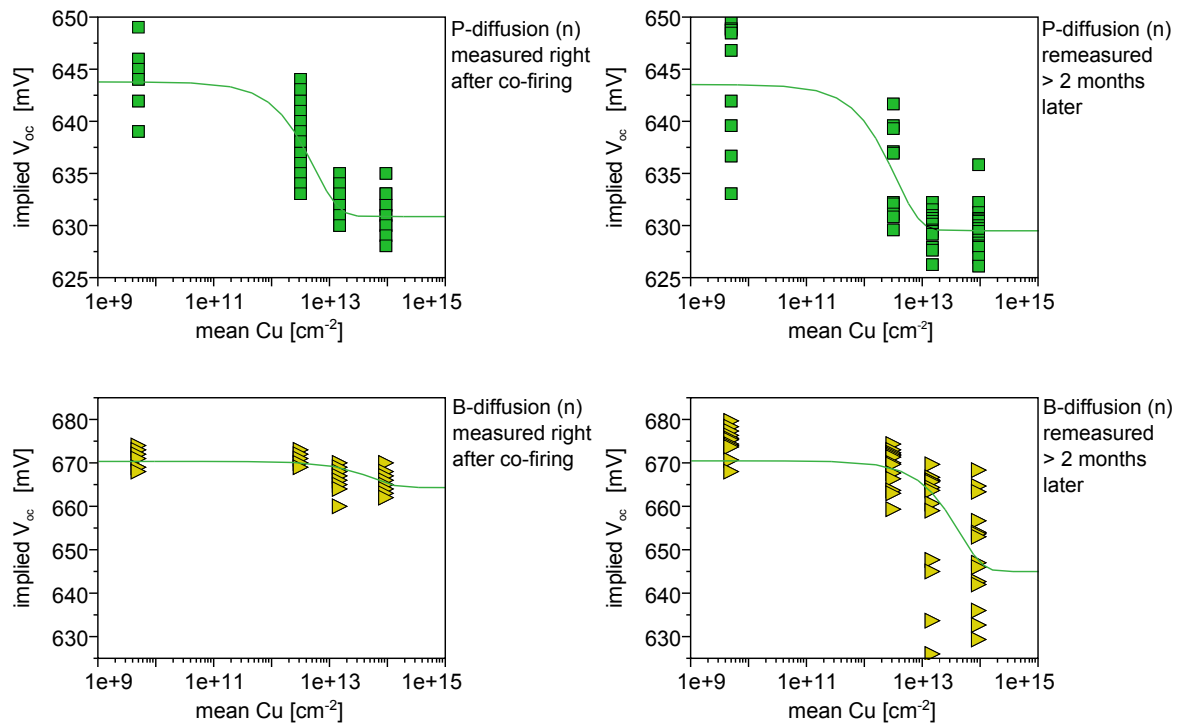 650
645
640
635
630
625
implied Voc [mV]
1e+9 1e+11 1e+13 1e+15
mean Cu [cm-2]
P-diffusion (n)
measured right
after co-firing
650
645
640
635
630
625
implied Voc [mV]
1e+9 1e+11 1e+13 1e+15
mean Cu [cm-2]
P-diffusion (n)
remeasured
> 2 months
later
680
670
660
650
640
630
implied Voc [mV]
1e+9 1e+11 1e+13 1e+15
mean Cu [cm-2]
B-diffusion (n)
measured right
after co-firing
680
670
660
650
640
630
implied Voc [mV]
1e+9 1e+11 1e+13 1e+15
mean Cu [cm-2]
B-diffusion (n)
remeasured
> 2 months
later